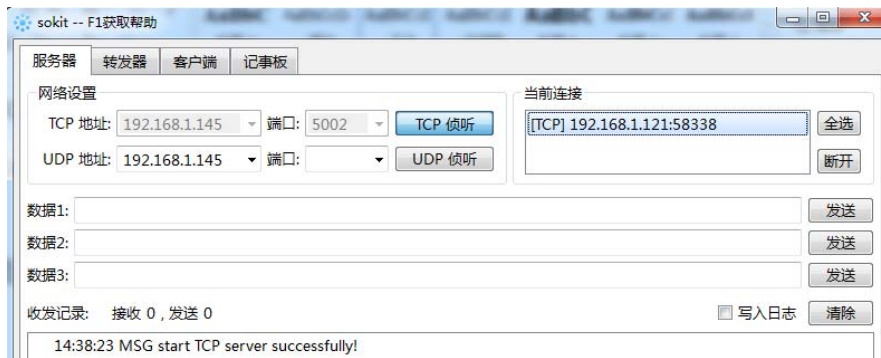 sokit -- F1获取帮助
服务器 转发器 客户端 记事板
网络设置
TCP 地址: 192.168.1.145 端口: 5002 TCP 侦听
UDP 地址: 192.168.1.145 端口: UDP 侦听
当前连接
[TCP] 192.168.1.121:58338 全选
断开
数据1: 发送
数据2: 发送
数据3: 发送
收发记录: 接收 0 , 发送 0 写入日志 清除
14:38:23 MSG start TCP server successfully!